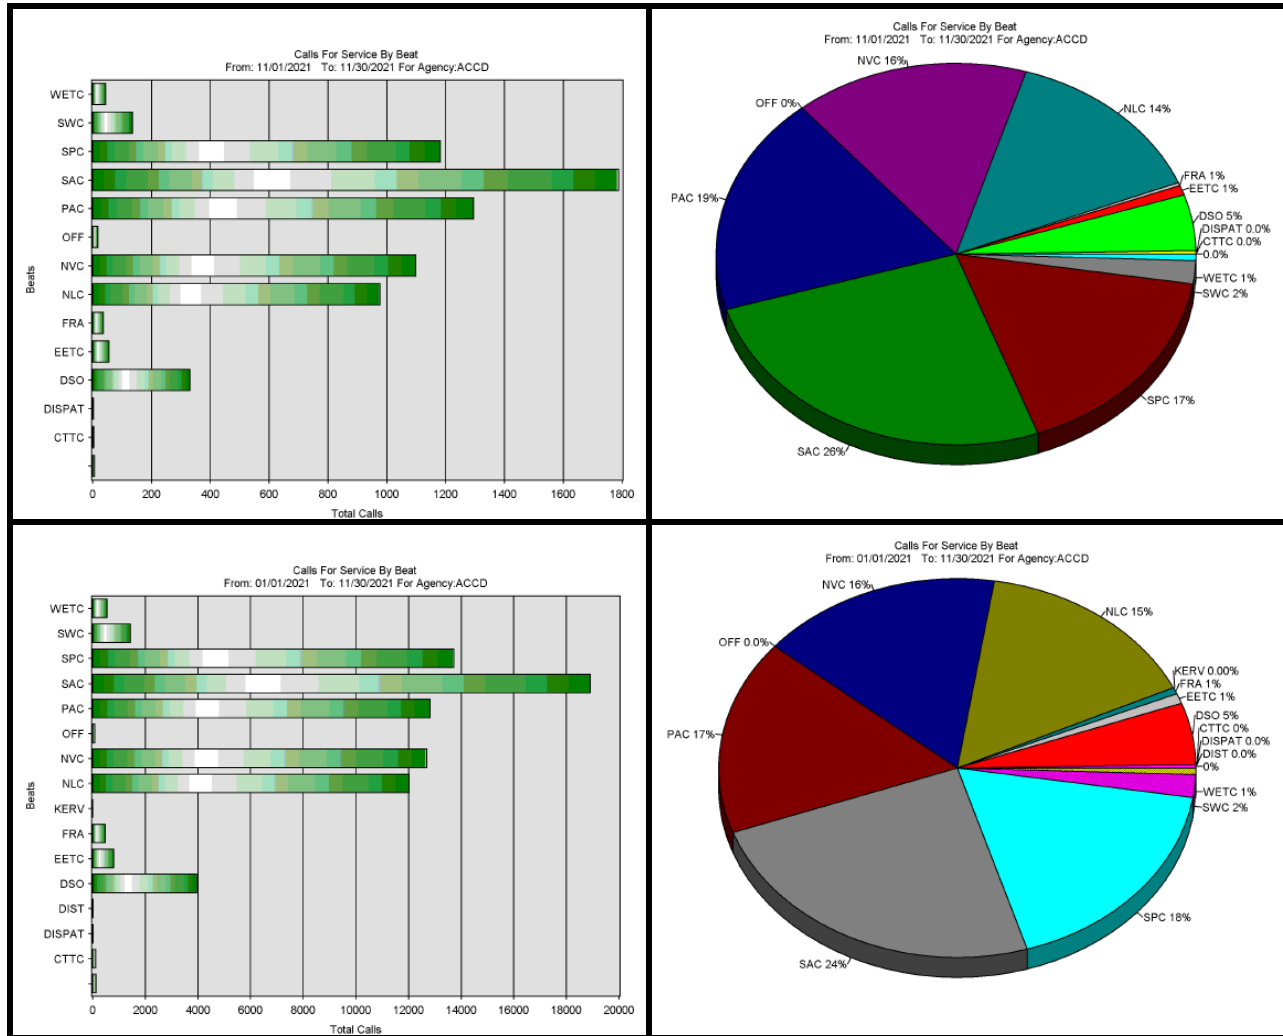 Calls For Service By Beat
From: 11/01/2021 To: 11/30/2021 For Agency:ACCD
WETC
SWC
SPC
SAC
PAC
OFF
NVC
NLC
FRA
EETC
DSO
DISPAT
CTTC
Beats
0 200 400 600 800 1000 1200 1400 1600 1800
Total Calls
Calls For Service By Beat
From: 11/01/2021 To: 11/30/2021 For Agency:ACCD
NVC 16%
OFF 0%
NLC 14%
PAC 19%
FRA 1%
EETC 1%
DSO 5%
DISPAT 0.0%
CTTC 0.0%
0.0%
WETC 1%
SWC 2%
SPC 17%
SAC 26%
Calls For Service By Beat
From: 01/01/2021 To: 11/30/2021 For Agency:ACCD
WETC
SWC
SPC
SAC
PAC
OFF
NVC
NLC
KERV
FRA
EETC
DSO
DIST
DISPAT
CTTC
Beats
0 2000 4000 6000 8000 10000 12000 14000 16000 18000 20000
Total Calls
Calls For Service By Beat
From: 01/01/2021 To: 11/30/2021 For Agency:ACCD
NVC 16%
NLC 15%
OFF 0.0%
KERV 0.00%
FRA 1%
EETC 1%
PAC 17%
DSO 5%
CTTC 0%
DISPAT 0.0%
DIST 0.0%
0%
WETC 1%
SWC 2%
SPC 18%
SAC 24%